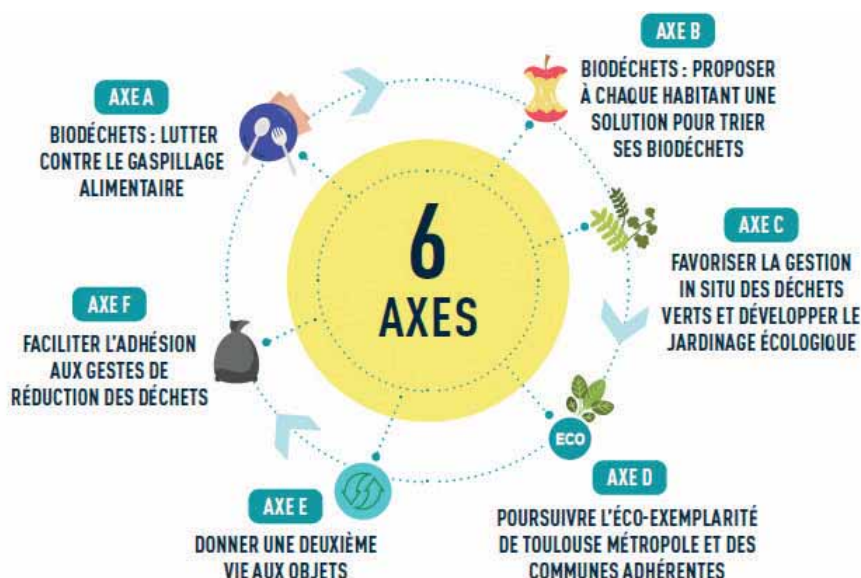 AXE A
BIODÉCHETS : LUTTER
CONTRE LE GASPILLAGE
ALIMENTAIRE
AXE B
BIODÉCHETS : PROPOSER
À CHAQUE HABITANT UNE
SOLUTION POUR TRIER
SES BIODÉCHETS
AXE C
FAVORISER LA GESTION
IN SITU DES DÉCHETS
VERTS ET DÉVELOPPER LE
JARDINAGE ÉCOLOGIQUE
6
AXES
ECO
AXE D
POURSUIVRE L'ÉCO-EXEMPLARITÉ
DE TOULOUSE MÉTROPOLE ET DES
COMMUNES ADHÉRENTES
AXE E
DONNER UNE DEUXIÈME
VIE AUX OBJETS
AXE F
FACILITER L'ADHÉSION
AUX GESTES DE
RÉDUCTION DES DÉCHETS